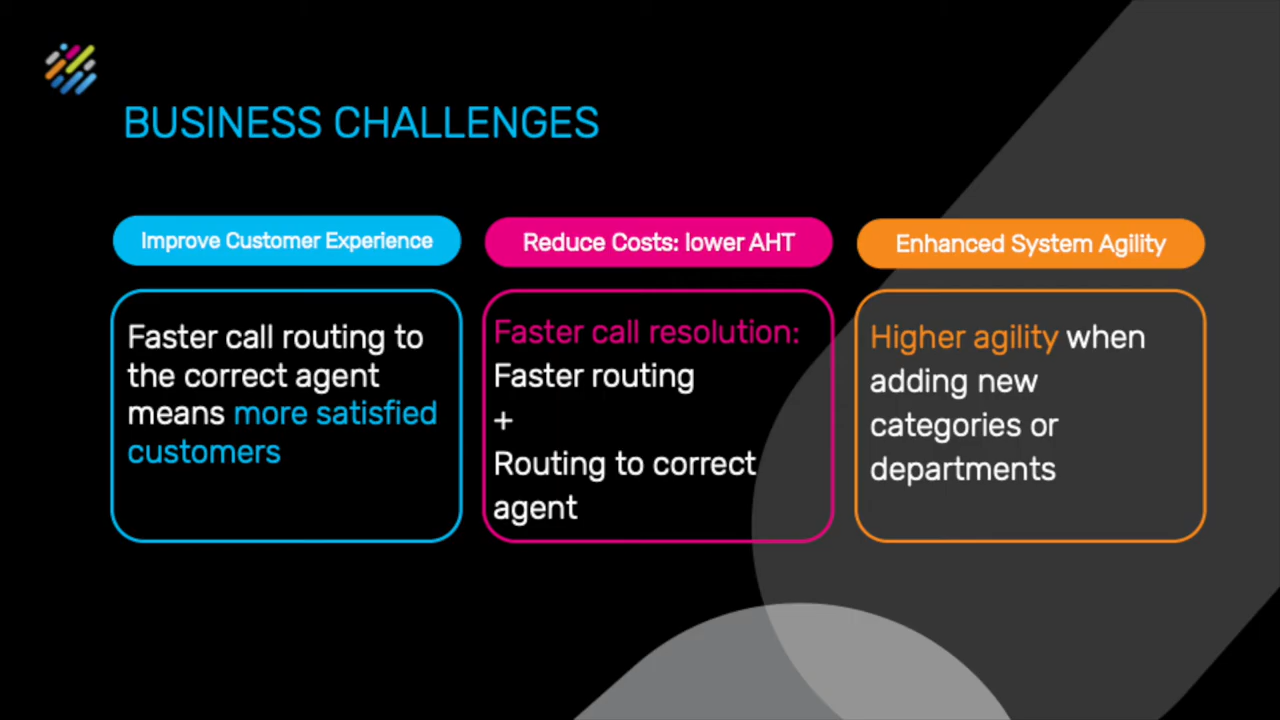 BUSINESS CHALLENGES
Improve Customer Experience
Faster call routing to
the correct agent
means more satisfied
customers
Reduce Costs: lower AHT
Faster call resolution:
Faster routing
+
Routing to correct
agent
Enhanced System Agility
Higher agility when
adding new
categories or
departments